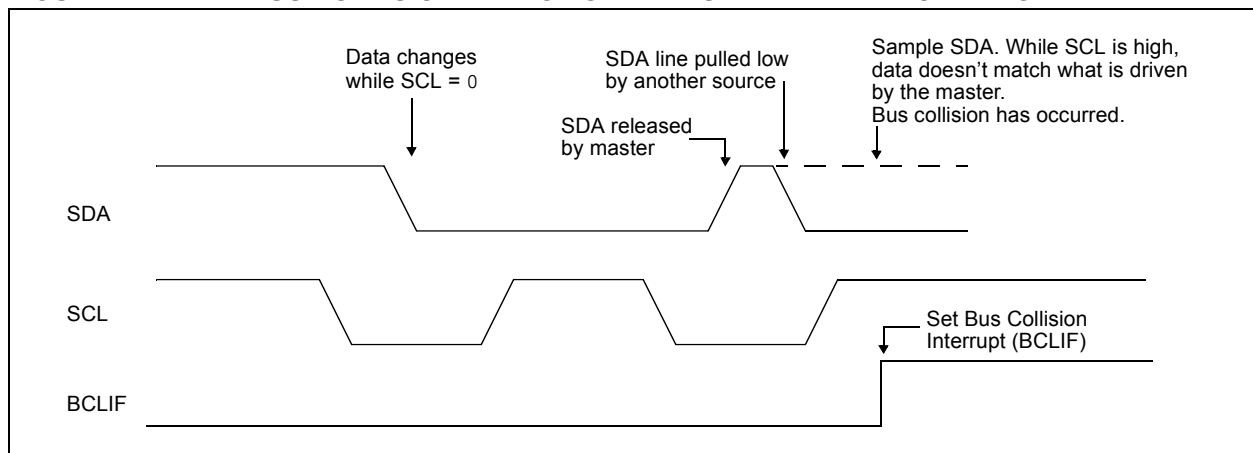 Data changes
while SCL = 0
SDA line pulled low
by another source
SDA released
by master
Sample SDA. While SCL is high,
data doesn't match what is driven
by the master.
Bus collision has occurred.
SDA
SCL
Set Bus Collision
Interrupt (BCLIF)
BCLIF